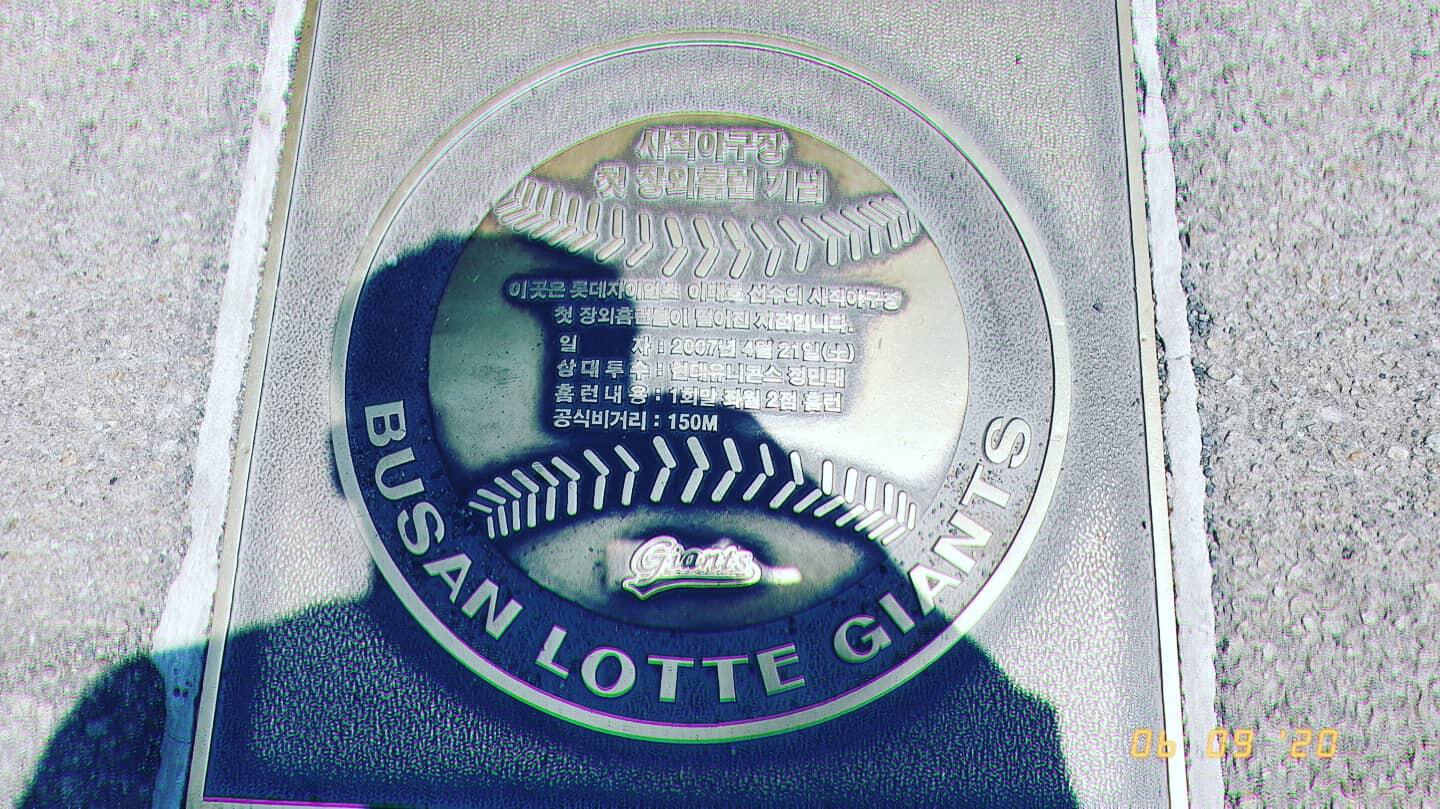 사직야구장
첫 장외홈런 기념
이곳은 롯데자이언트 이대호 선수의 사직야구장
첫 장외홈런볼이 떨어진 지점입니다.
일 자 : 2007년 4월 21일(土)
상 대 투 수 : 현대유니콘스 정민태
홈 런 내 용 : 1회말 좌월 2점 홈런
공식비거리 : 150M
Giants
BUSAN LOTTE GIANTS
06 09 '20